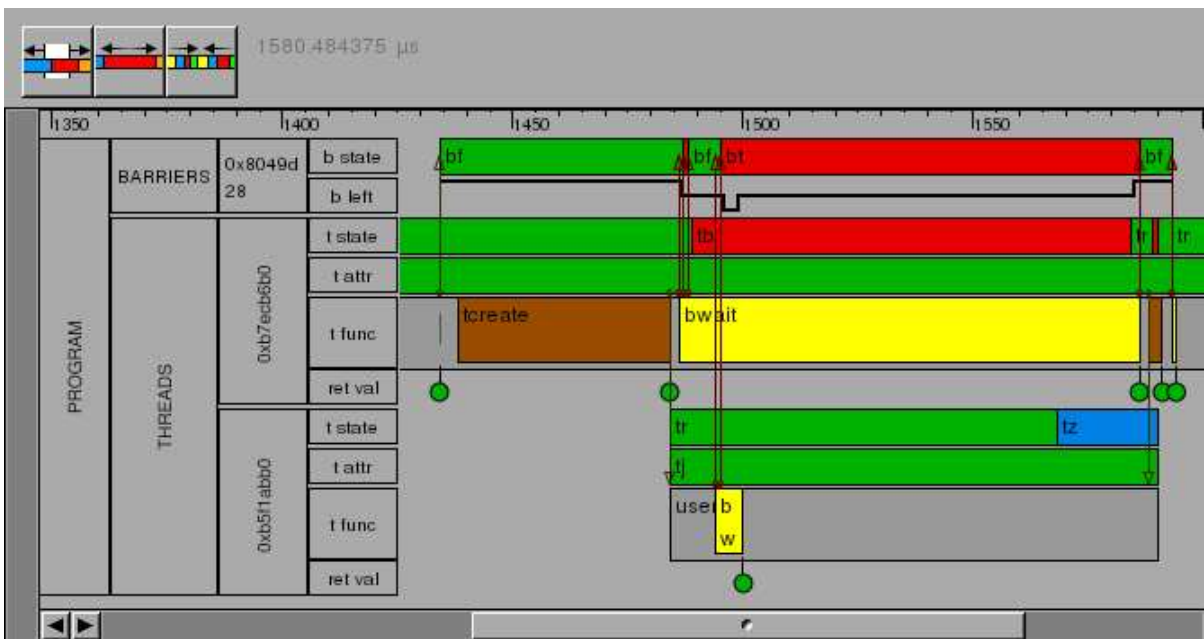 1580.484375 µs
1350
1400
1450
1500
1550
PROGRAM
BARRIERS
0x8049d
28
b state
bf
bf
bt
bf
b left
THREADS
0xb7ecb6b0
t state
tb
tr
tr
t attr
t func
tcreate
bwait
ret val
0xb5f1abb0
t state
tr
tz
t attr
tj
t func
user
b
w
ret val